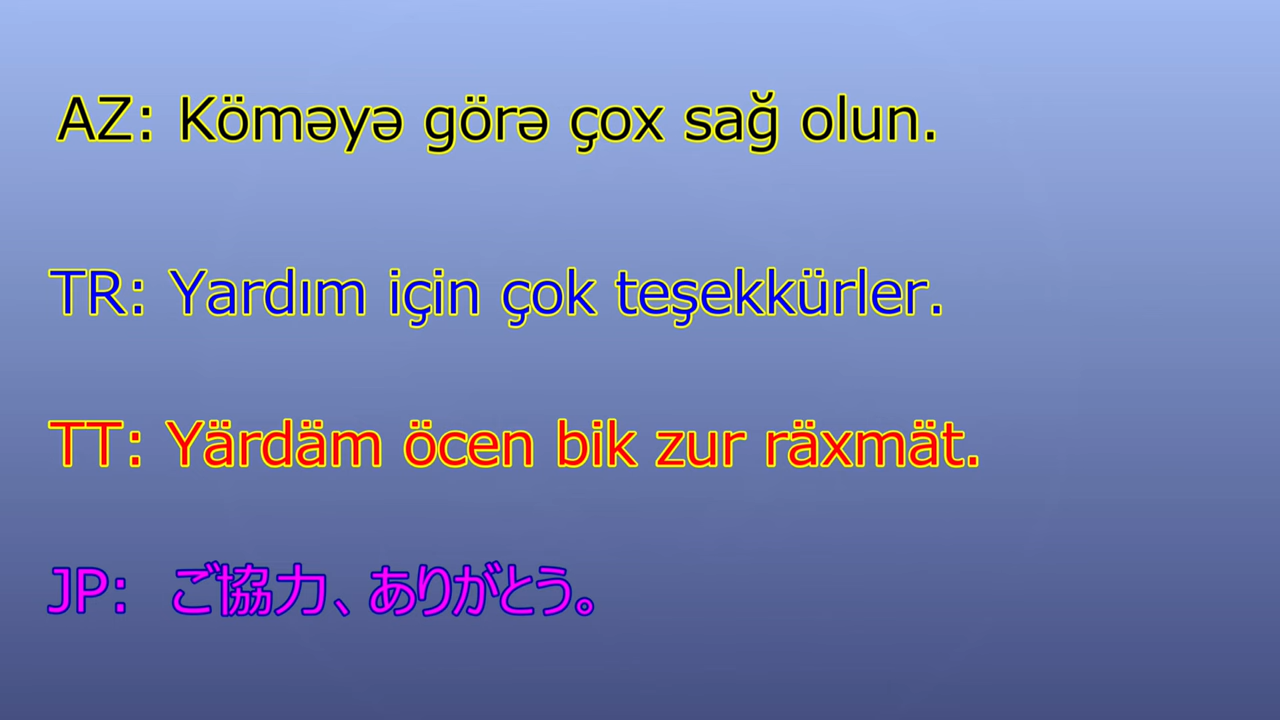 AZ: Köməyə görə çox sağ olun.
TR: Yardım için çok teşekkürler.
TT: Yärdäm öcen bik zur räxmät.
JP: ご協力、ありがとう。